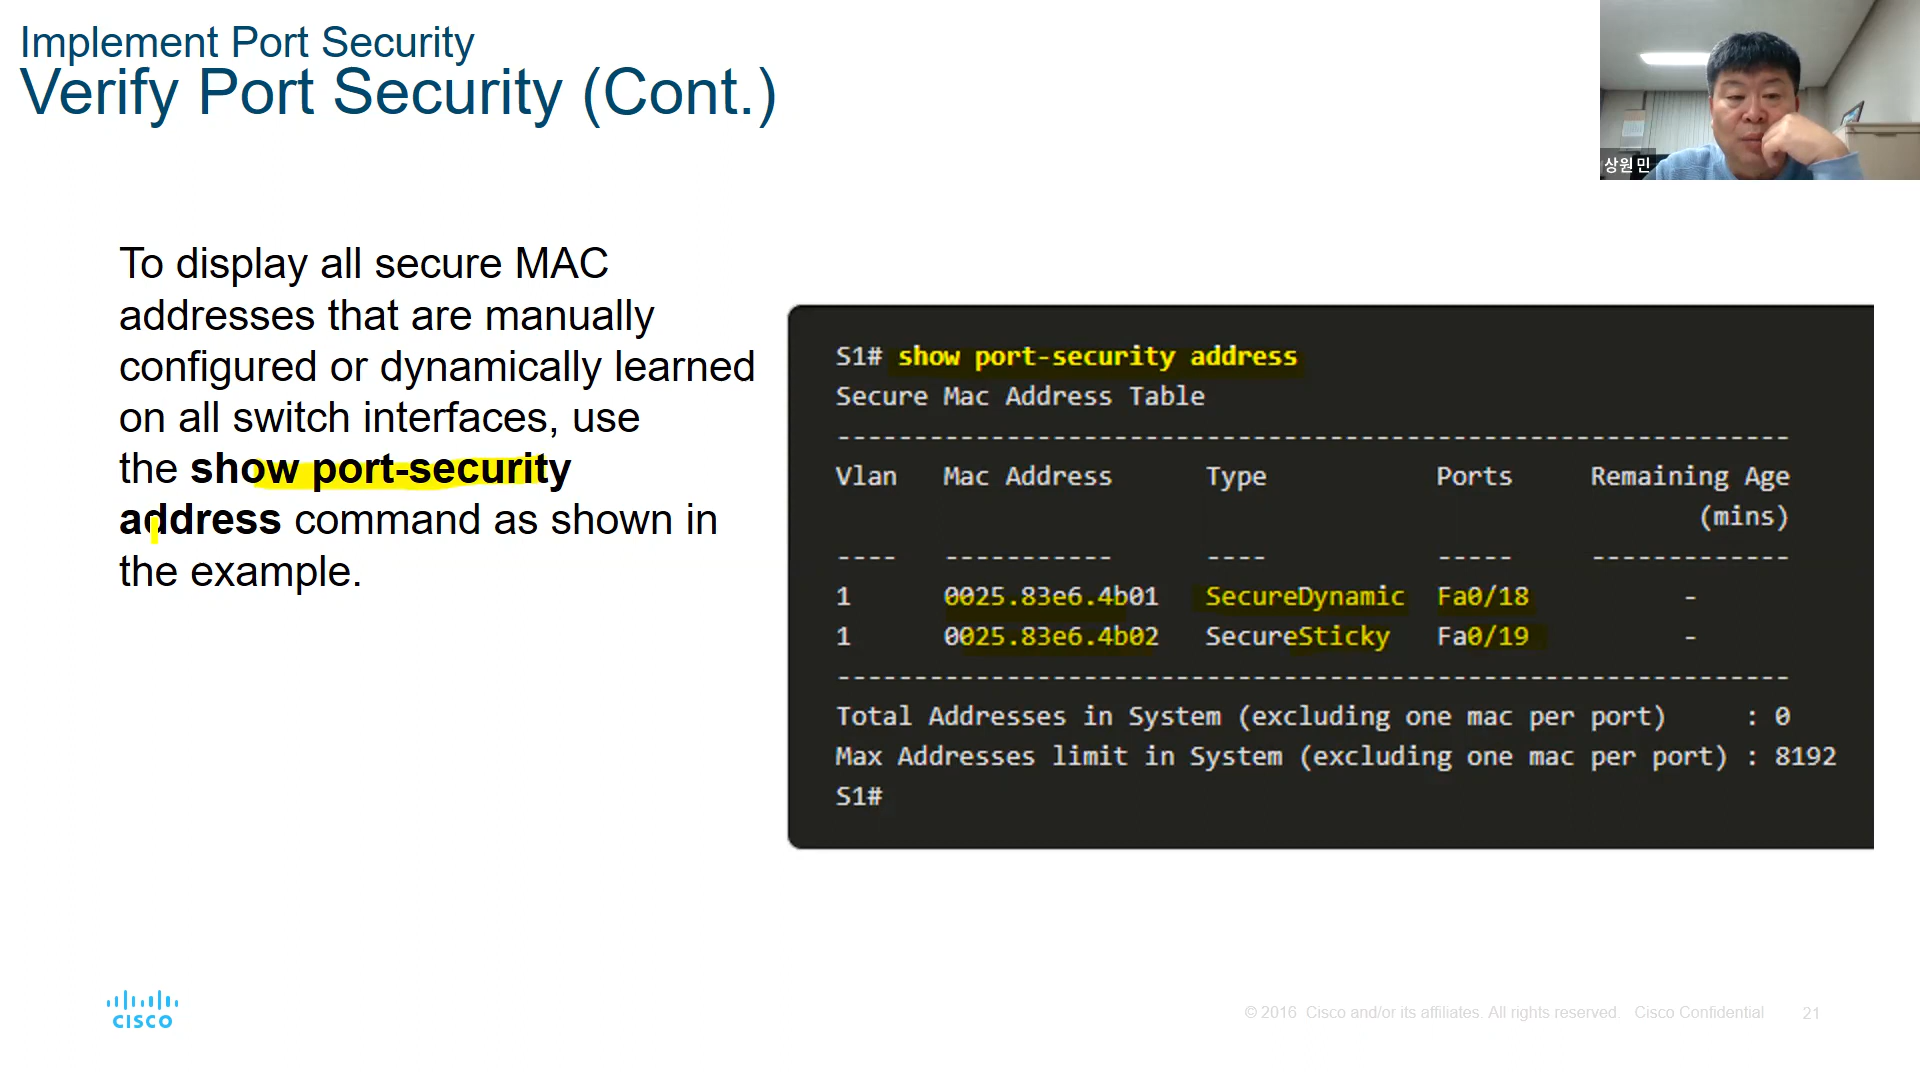 Implement Port Security
Verify Port Security (Cont.)
상원 민
To display all secure MAC
addresses that are manually
configured or dynamically learned
on all switch interfaces, use
the show port-security
address command as shown in
the example.
S1# show port-security address
Secure Mac Address Table
--------------------------------------------------------------
Vlan Mac Address Type Ports Remaining Age
(mins)
---- ----------- ---- ----- -------------
1 0025.83e6.4b01 SecureDynamic Fa0/18 -
1 0025.83e6.4b02 SecureSticky Fa0/19 -
--------------------------------------------------------------
Total Addresses in System (excluding one mac per port) : 0
Max Addresses limit in System (excluding one mac per port) : 8192
S1#
CISCO
© 2016 Cisco and/or its affiliates. All rights reserved. Cisco Confidential 21